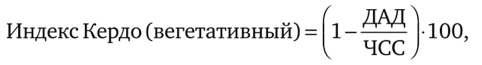 Индекс Кердо (вегетативный) = (1 − ДАД/ЧСС) · 100,